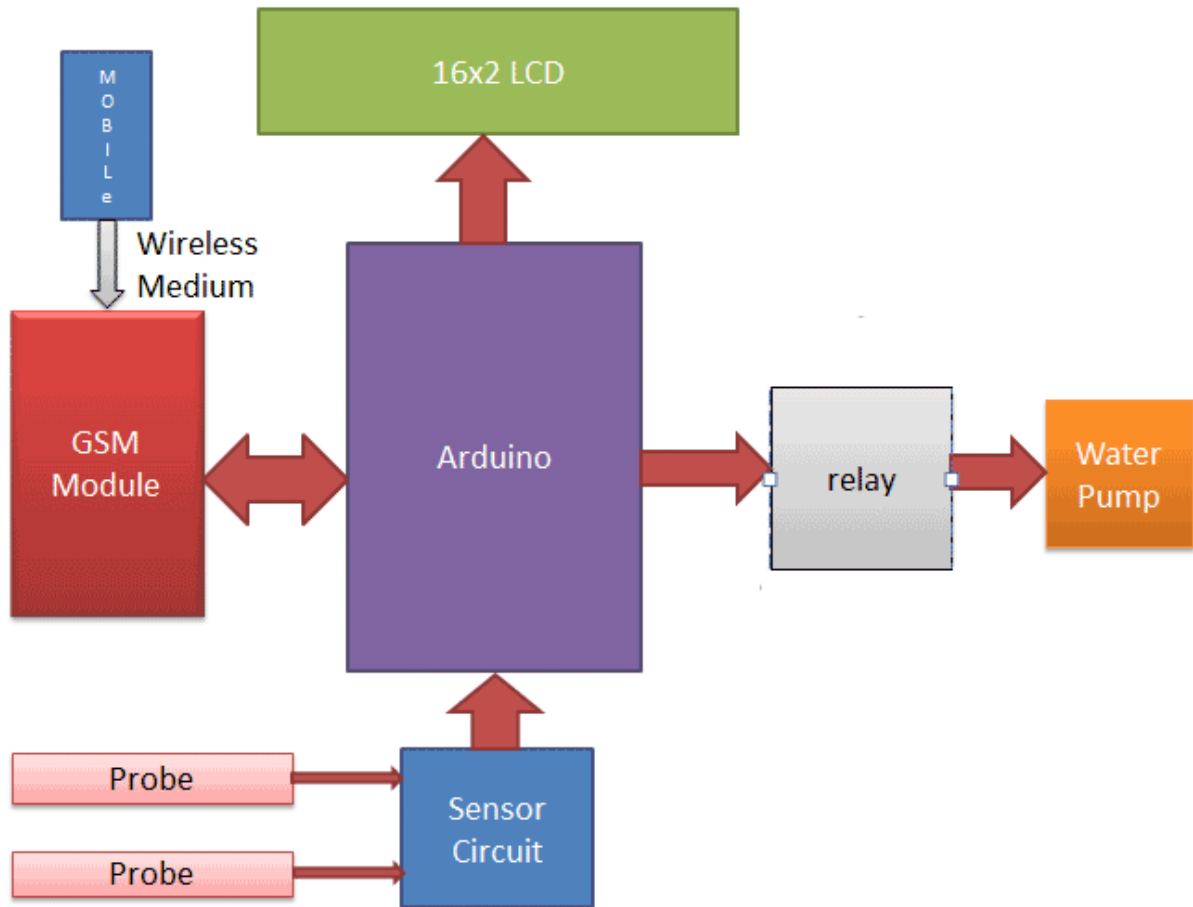 16x2 LCD
M
O
B
I
L
e
Wireless
Medium
GSM
Module
Arduino
relay
Water
Pump
Probe
Sensor
Circuit
Probe